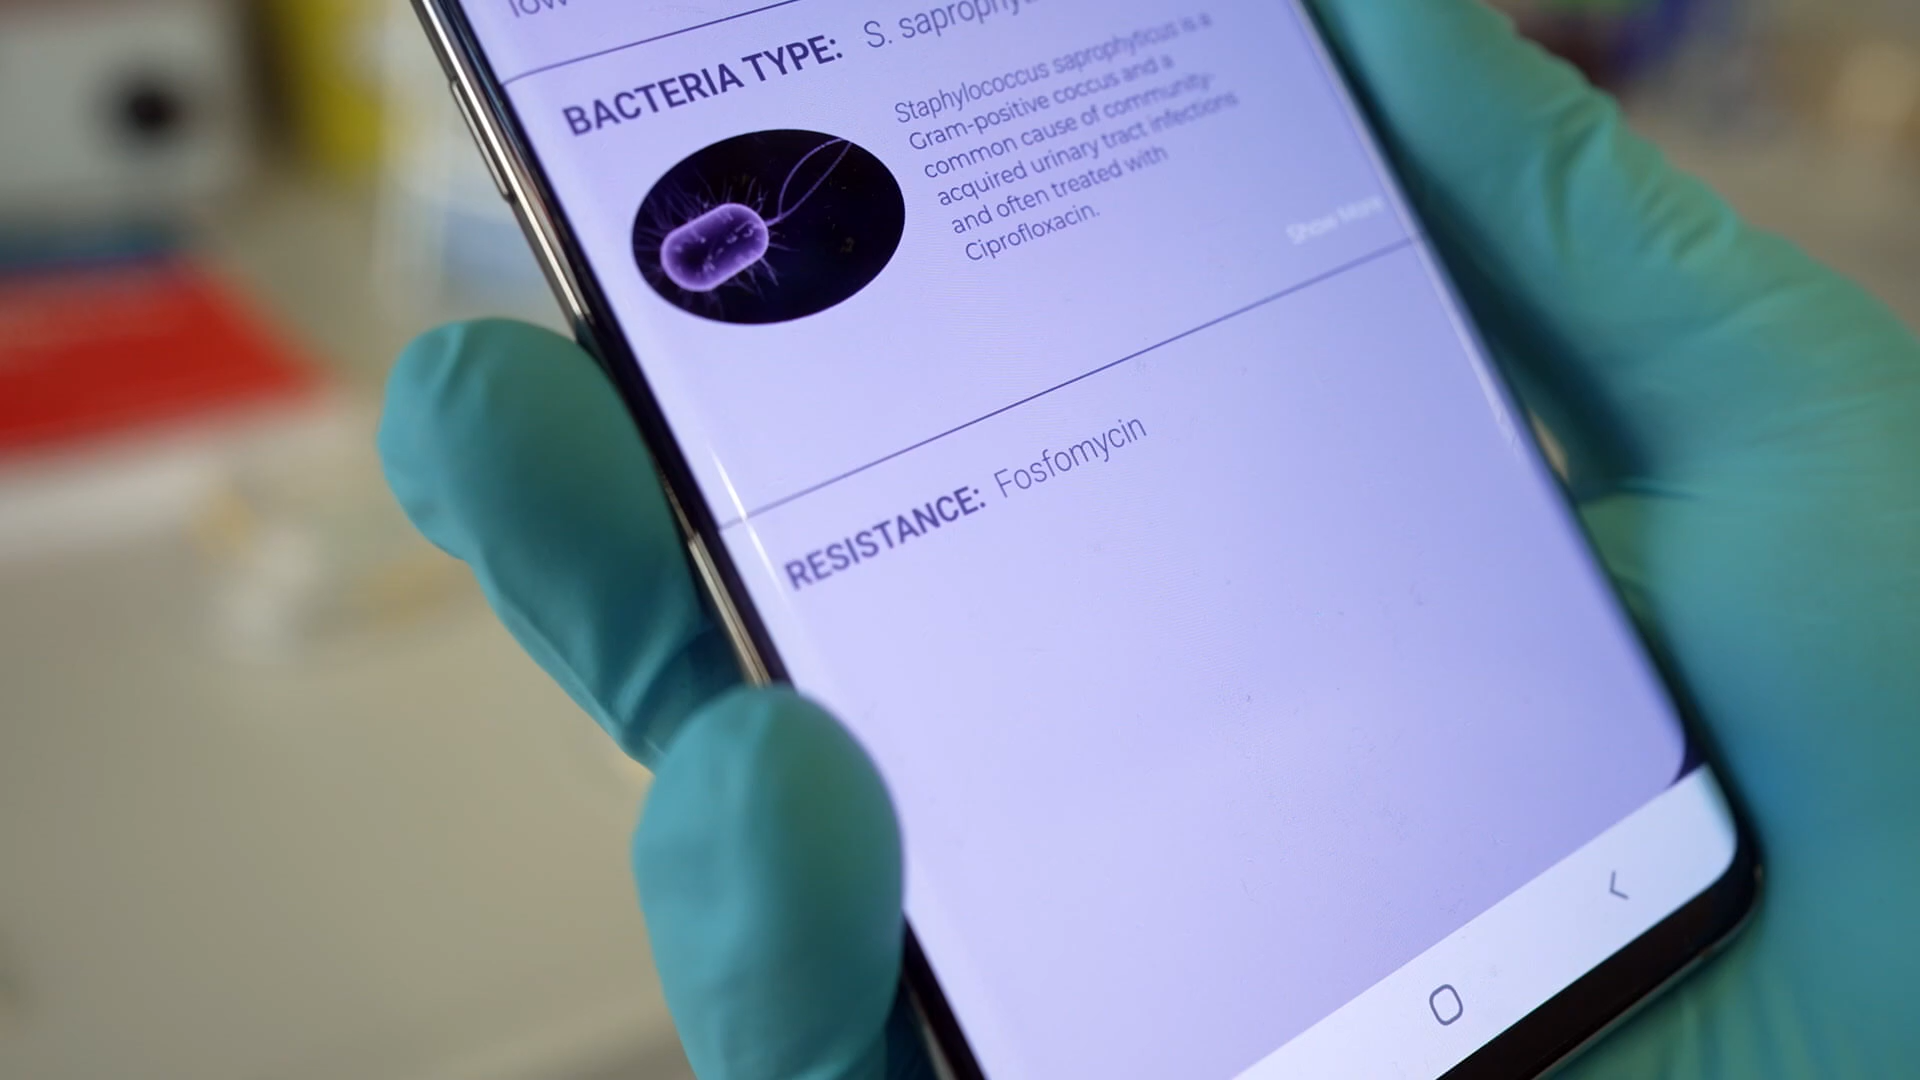 low
BACTERIA TYPE: S. saprophy
Staphylococcus saprophyticus is a
Gram-positive coccus and a
common cause of community-
acquired urinary tract infections
and often treated with
Ciprofloxacin.
Show More
RESISTANCE: Fosfomycin